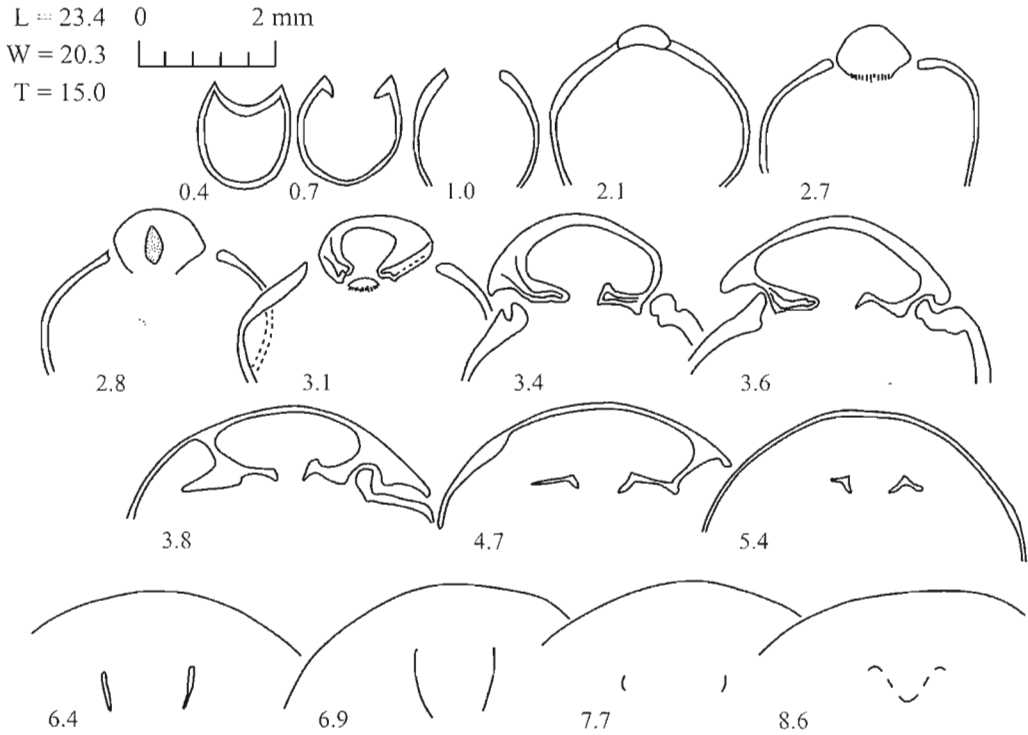 L = 23.4
W = 20.3
T = 15.0
0 2 mm
0.4 0.7 1.0 2.1 2.7
2.8 3.1 3.4 3.6
3.8 4.7 5.4
6.4 6.9 7.7 8.6